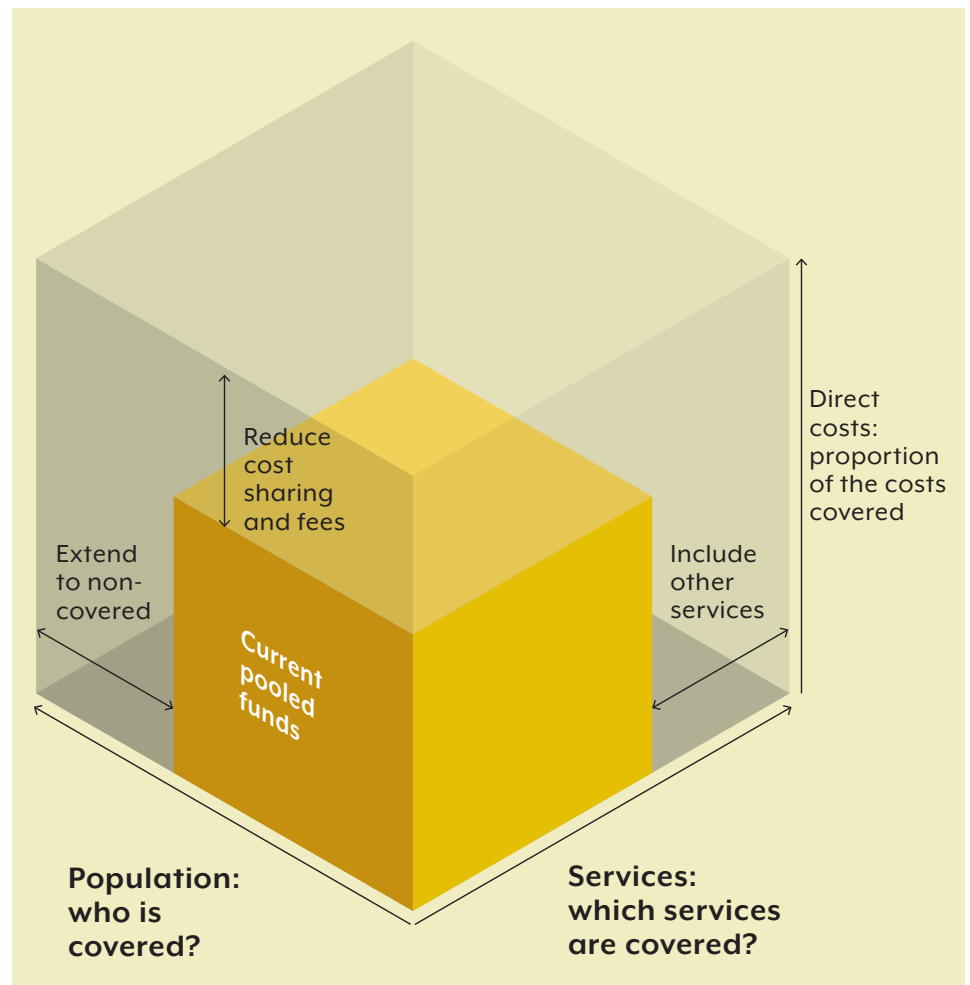 Direct
costs:
proportion
of the costs
covered
Reduce
cost
sharing
and fees
Extend
to non-
covered
Include
other
services
Current
pooled
funds
Population:
who is
covered?
Services:
which services
are covered?